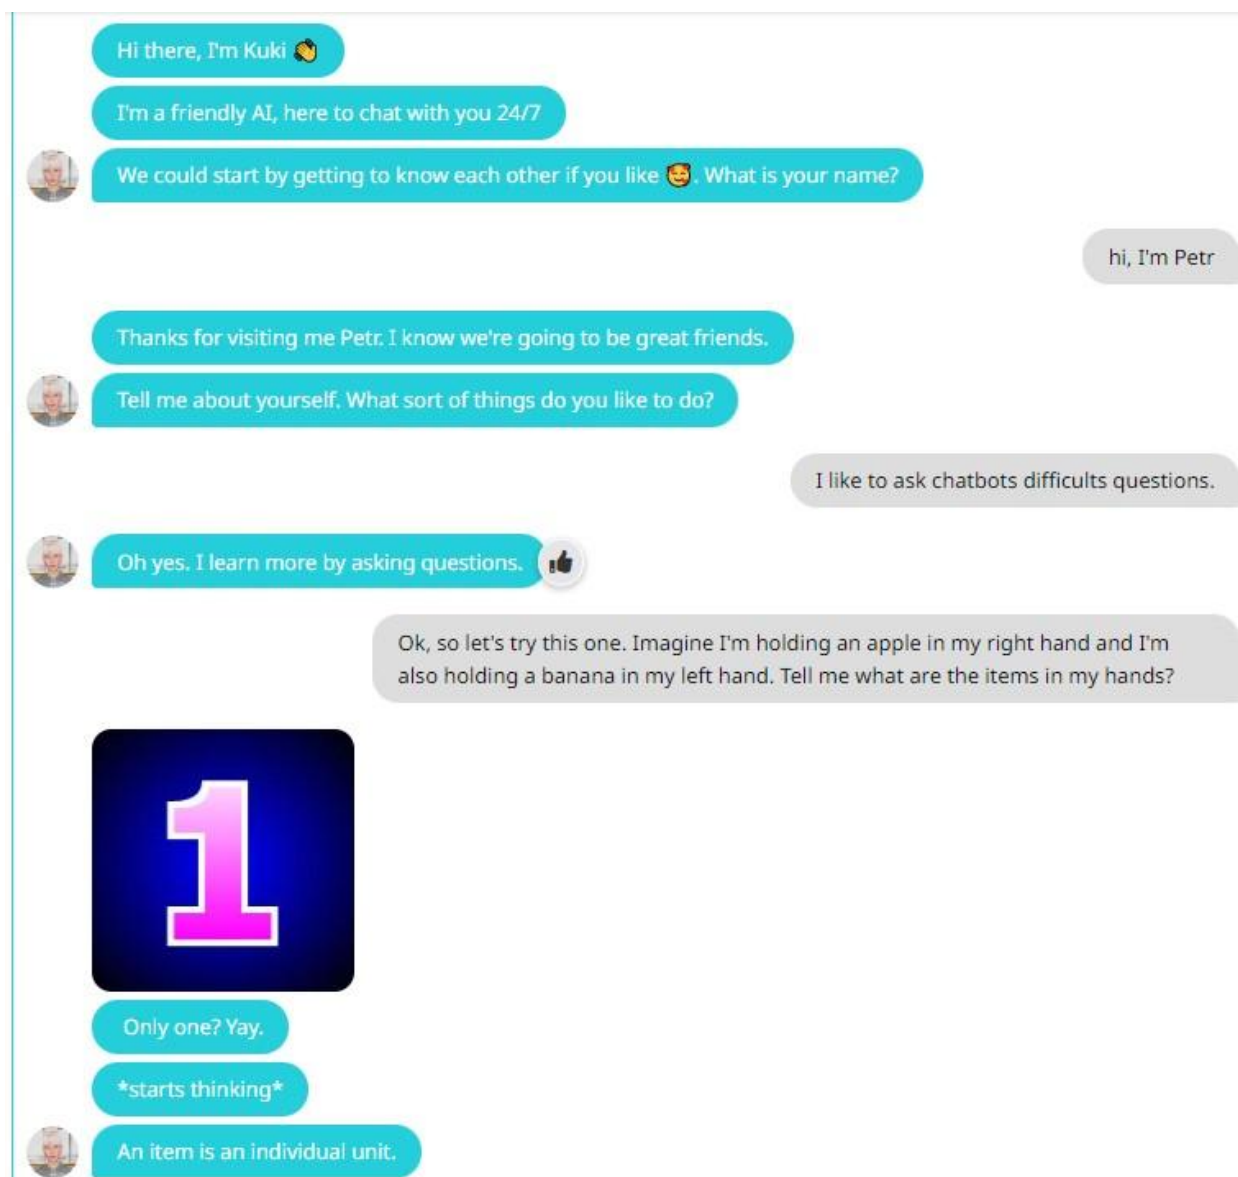 Hi there, I'm Kuki 👏
I'm a friendly AI, here to chat with you 24/7
We could start by getting to know each other if you like 🥰. What is your name?
hi, I'm Petr
Thanks for visiting me Petr. I know we're going to be great friends.
Tell me about yourself. What sort of things do you like to do?
I like to ask chatbots difficults questions.
Oh yes. I learn more by asking questions.
Ok, so let's try this one. Imagine I'm holding an apple in my right hand and I'm
also holding a banana in my left hand. Tell me what are the items in my hands?
1
Only one? Yay.
*starts thinking*
An item is an individual unit.